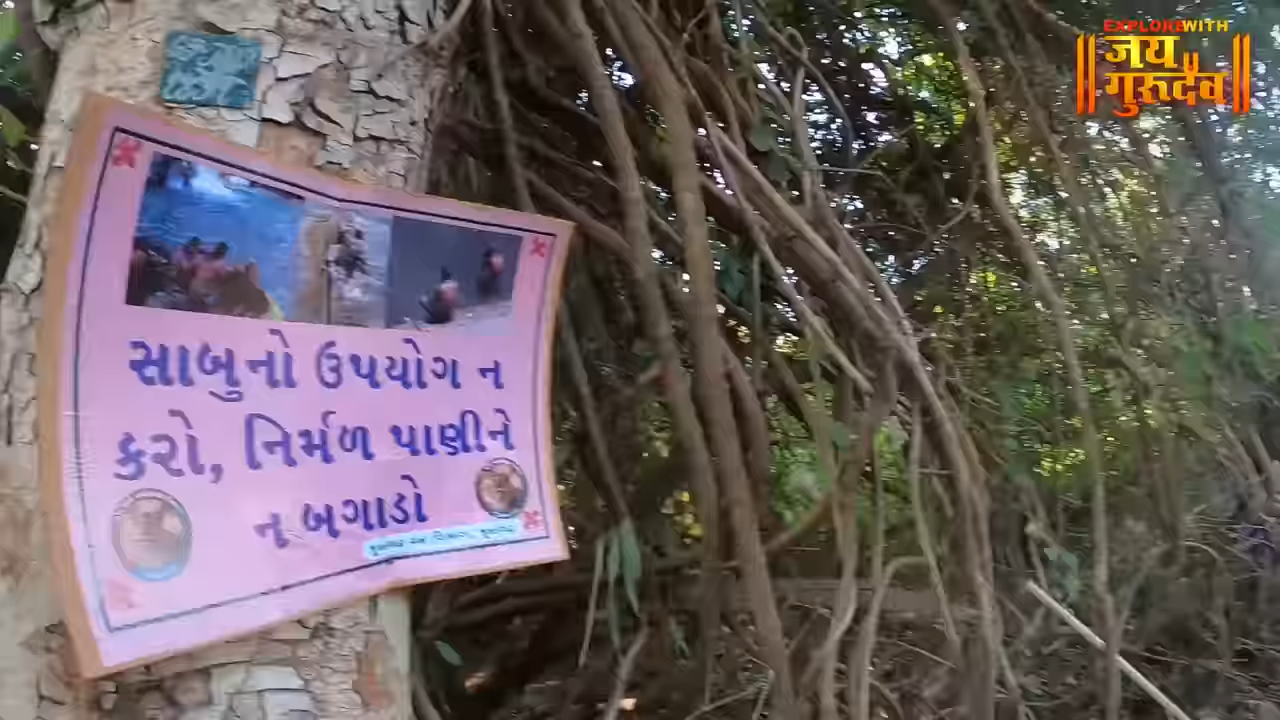 EXPLORE WITH
જય
ગુરુદેવ
સાબુનો ઉપયોગ ન
કરો, નિર્મળ પાણીને
ન બગાડો